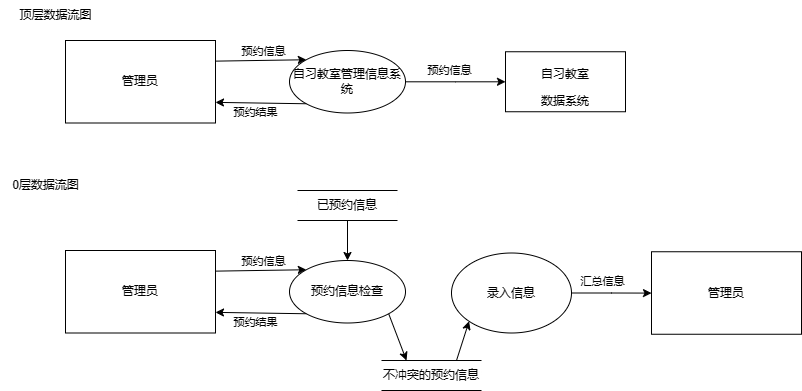 顶层数据流图
管理员
预约信息
预约结果
自习教室管理信息系
统
预约信息
自习教室
数据系统
0层数据流图
已预约信息
管理员
预约信息
预约结果
预约信息检查
录入信息
汇总信息
管理员
不冲突的预约信息